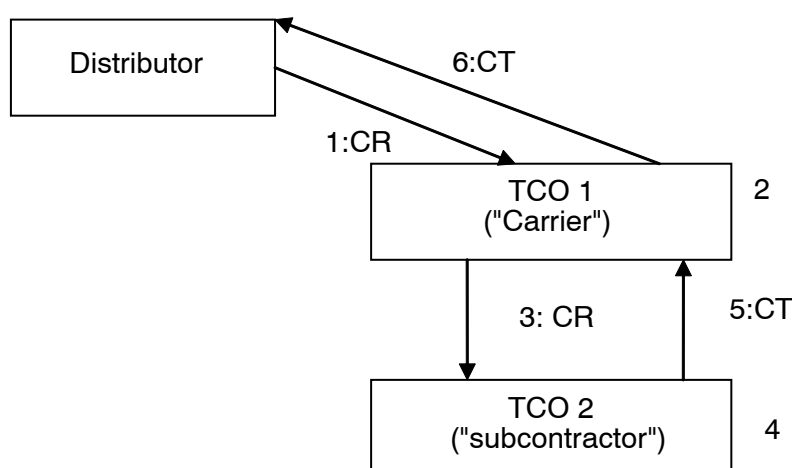 Distributor
6:CT
1:CR
TCO 1
("Carrier")
2
3: CR
5:CT
TCO 2
("subcontractor")
4